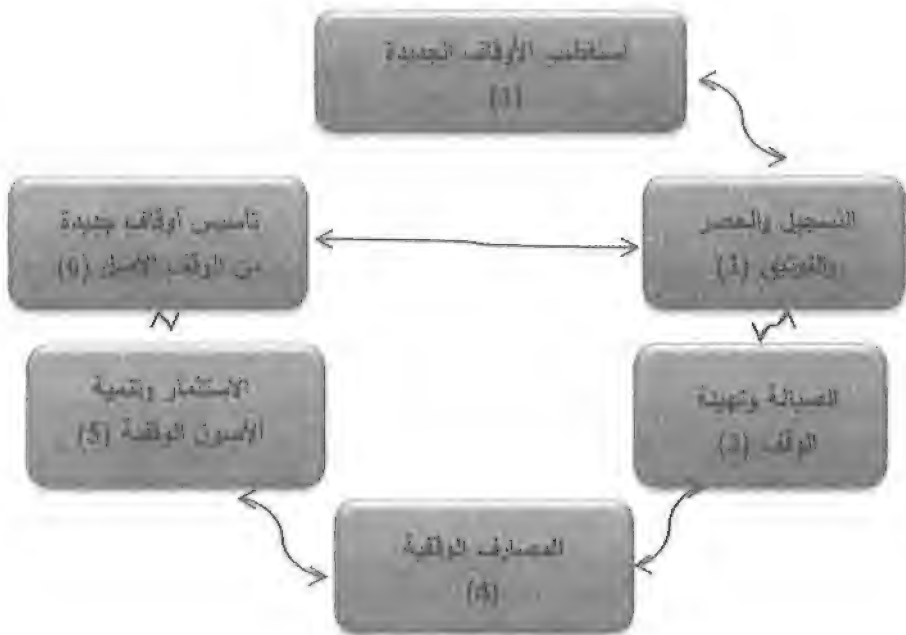 استقطاب الأوقاف الجديدة
(1)
التسجيل والحصر
والتوثيق (2)
الصيانة وتهيئة
الوقف (3)
المصارف الوقفية
(4)
الاستثمار وتنمية
الأصول الوقفية (5)
تأسيس أوقاف جديدة
من الوقف الأصل (6)